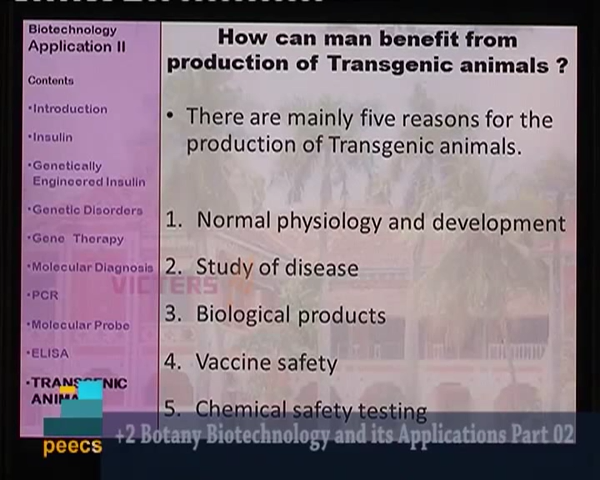 Biotechnology
Application II
Contents
•Introduction
•Insulin
•Genetically
Engineered Insulin
•Genetic Disorders
•Gene Therapy
•Molecular Diagnosis
•PCR
•Molecular Probe
•ELISA
•TRANSGENIC
ANIMA
How can man benefit from
production of Transgenic animals ?
• There are mainly five reasons for the
production of Transgenic animals.
1. Normal physiology and development
2. Study of disease
3. Biological products
4. Vaccine safety
5. Chemical safety testing
VICTERS
peecs
+2 Botany Biotechnology and its Applications Part 02